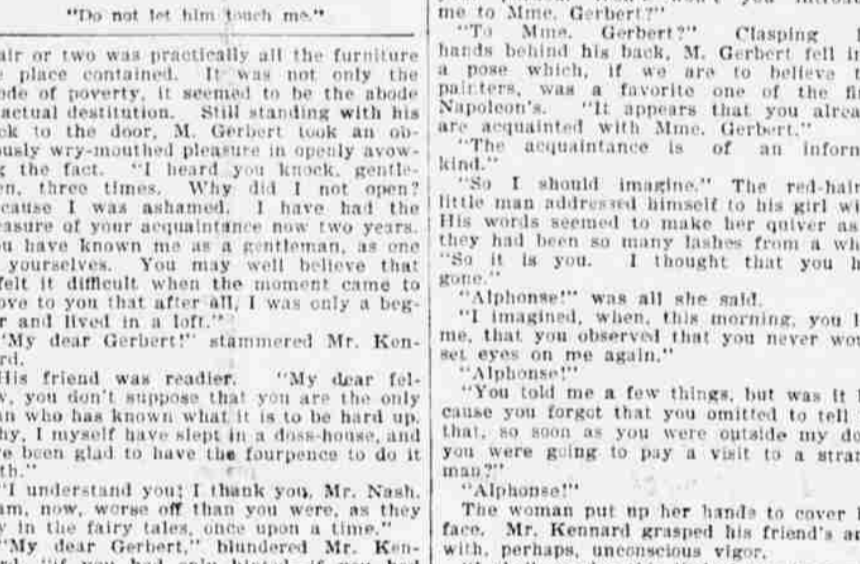 "Do not let him touch me."
air or two was practically all the furniture
e place contained. It was not only the
ode of poverty, it seemed to be the abode
actual destitution. Still standing with his
ck to the door, M. Gerbert took an ob-
ously wry-mouthed pleasure in openly avow-
g the fact. "I heard you knock, gentle-
en, three times. Why did I not open?
cause I was ashamed. I have had the
easure of your acquaintance now two years.
ou have known me as a gentleman, as one
yourselves. You may well believe that
felt it difficult when the moment came to
ove to you that after all, I was only a beg-
r and lived in a loft."
"My dear Gerbert!" stammered Mr. Ken-
rd.
His friend was readier. "My dear fel-
w, you don't suppose that you are the only
an who has known what it is to be hard up.
hy, I myself have slept in a doss-house, and
e been glad to have the fourpence to do it
th."
"I understand you; I thank you, Mr. Nash.
am, now, worse off than you were, as they
y in the fairy tales, once upon a time."
"My dear Gerbert," blundered Mr. Ken-
rd, "if you had only hinted, if you had
me to Mme. Gerbert?"
"To Mme. Gerbert?" Clasping
hands behind his back, M. Gerbert fell in
a pose which, if we are to believe
painters, was a favorite one of the fi
Napoleon's. "It appears that you alrea
are acquainted with Mme. Gerbert."
"The acquaintance is of an inform
kind."
"So I should imagine." The red-hair
little man addressed himself to his girl wi
His words seemed to make her quiver as
they had been so many lashes from a wh
"So it is you. I thought that you h
gone."
"Alphonse!" was all she said.
"I imagined, when, this morning, you l
me, that you observed that you never wou
set eyes on me again."
"Alphonse!"
"You told me a few things, but was it b
cause you forgot that you omitted to tell
that, so soon as you were outside my do
you were going to pay a visit to a stran
man?"
"Alphonse!"
The woman put up her hands to cover h
face. Mr. Kennard grasped his friend's ar
with, perhaps, unconscious vigor.